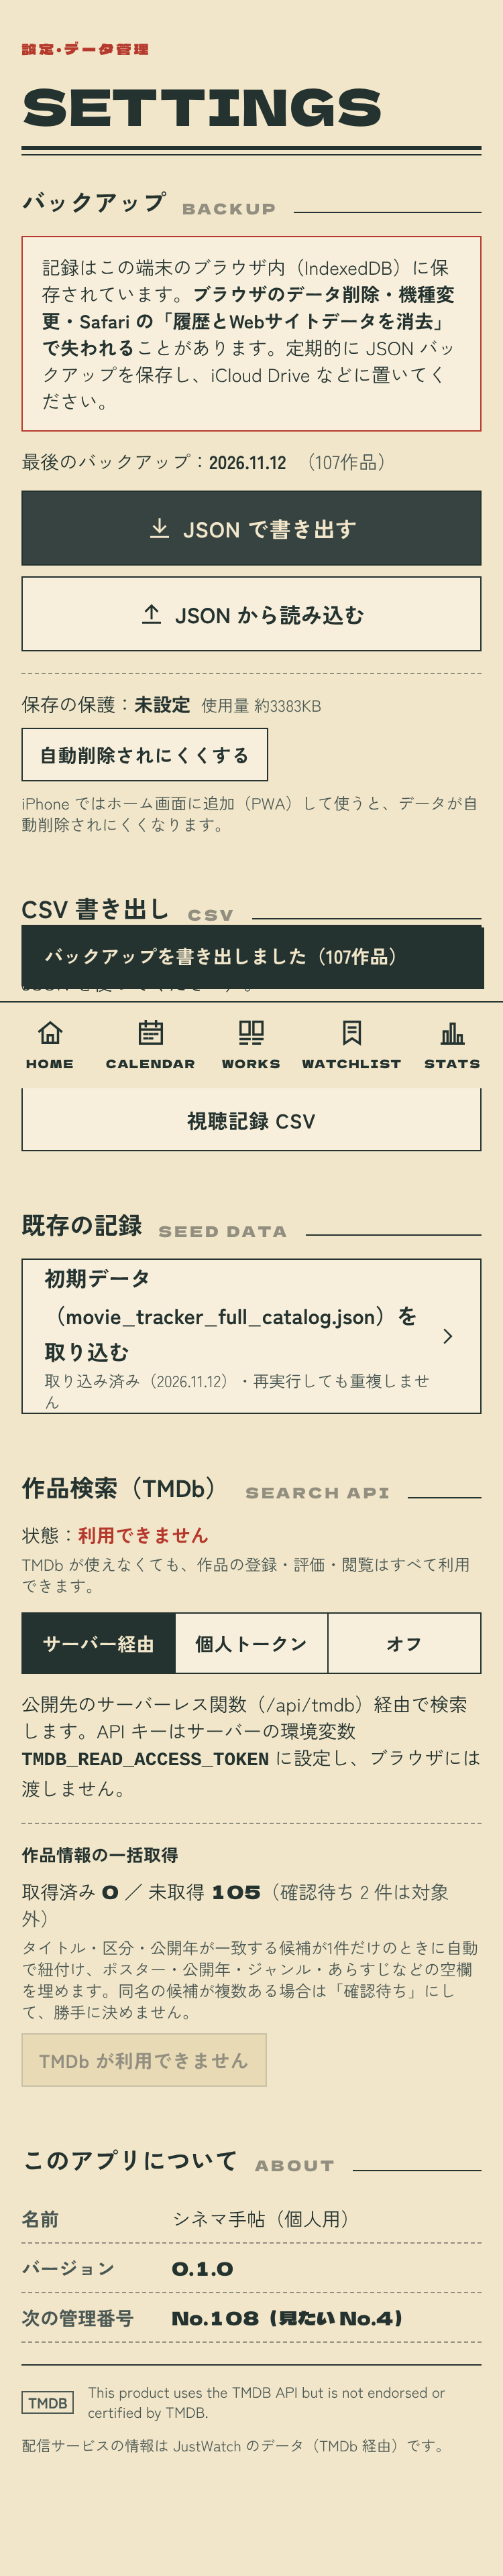 設定・データ管理
SETTINGS
バックアップ BACKUP
記録はこの端末のブラウザ内（IndexedDB）に保
存されています。ブラウザのデータ削除・機種変
更・Safari の「履歴とWebサイトデータを消去」
で失われることがあります。定期的に JSON バッ
クアップを保存し、iCloud Drive などに置いてく
ださい。
最後のバックアップ：2026.11.12 （107作品）
JSON で書き出す
JSON から読み込む
保存の保護：未設定 使用量 約3383KB
自動削除されにくくする
iPhone ではホーム画面に追加（PWA）して使うと、データが自
動削除されにくくなります。
CSV 書き出し CSV
バックアップを書き出しました（107作品）
HOME CALENDAR WORKS WATCHLIST STATS
視聴記録 CSV
既存の記録 SEED DATA
初期データ
（movie_tracker_full_catalog.json）を
取り込む
取り込み済み（2026.11.12）・再実行しても重複しませ
ん
作品検索（TMDb） SEARCH API
状態：利用できません
TMDb が使えなくても、作品の登録・評価・閲覧はすべて利用
できます。
サーバー経由 個人トークン オフ
公開先のサーバーレス関数（/api/tmdb）経由で検索
します。API キーはサーバーの環境変数
TMDB_READ_ACCESS_TOKEN に設定し、ブラウザには
渡しません。
作品情報の一括取得
取得済み 0 ／ 未取得 105（確認待ち 2 件は対象
外）
タイトル・区分・公開年が一致する候補が1件だけのときに自動
で紐付け、ポスター・公開年・ジャンル・あらすじなどの空欄
を埋めます。同名の候補が複数ある場合は「確認待ち」にし
て、勝手に決めません。
TMDb が利用できません
このアプリについて ABOUT
名前 シネマ手帖（個人用）
バージョン 0.1.0
次の管理番号 No.108（見たい No.4）
TMDB This product uses the TMDB API but is not endorsed or
certified by TMDB.
配信サービスの情報は JustWatch のデータ（TMDb 経由）です。